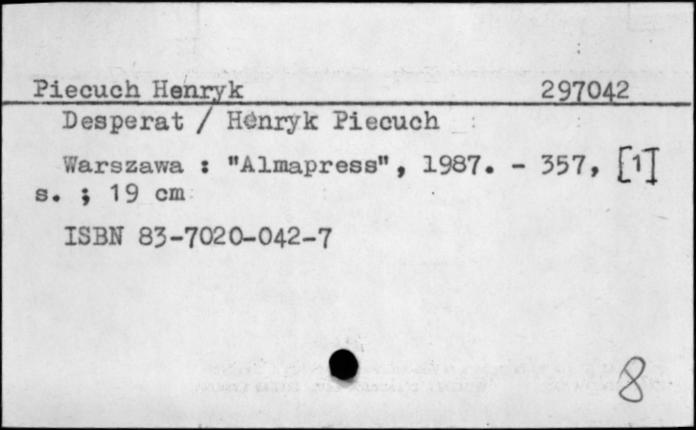 Piecuch Henryk 297042
Desperat / Henryk Piecuch
Warszawa : "Almapress", 1987. - 357, [1]
s. ; 19 cm
ISBN 83-7020-042-7
8